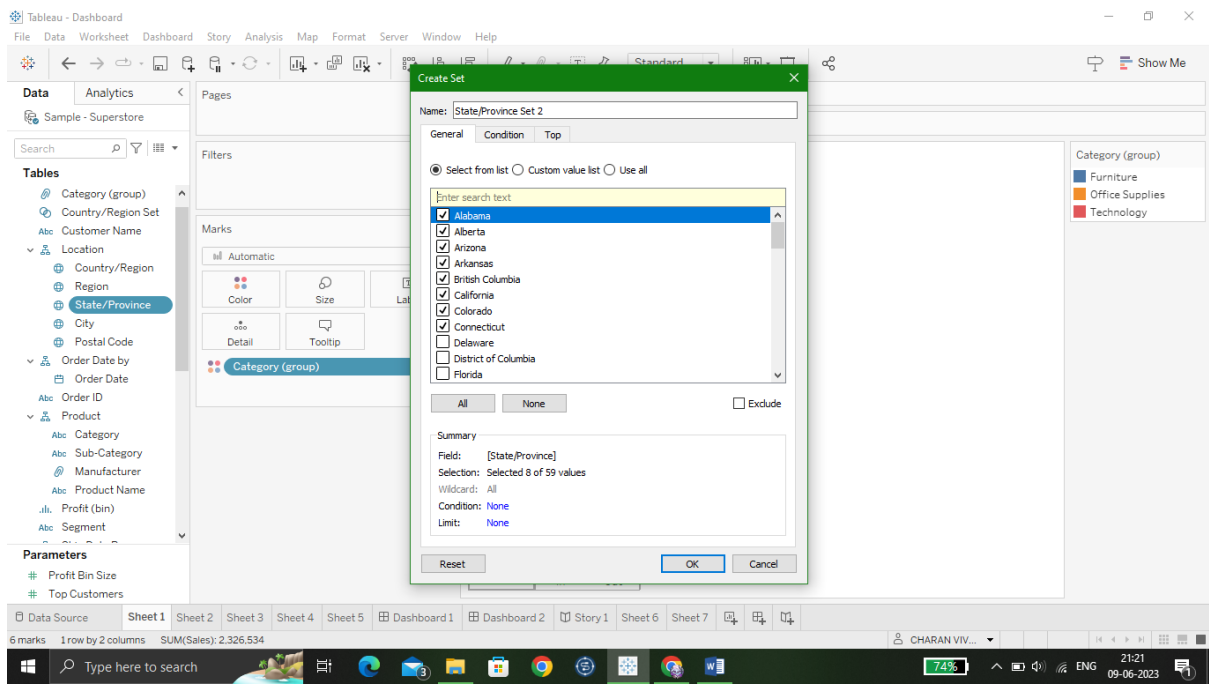 Tableau - Dashboard
File Data Worksheet Dashboard Story Analysis Map Format Server Window Help
Standard
Show Me
Data Analytics
Sample - Superstore
Search
Tables
Category (group)
Country/Region Set
Abc Customer Name
Location
Country/Region
Region
State/Province
City
Postal Code
Order Date by
Order Date
Abc Order ID
Product
Abc Category
Abc Sub-Category
Manufacturer
Abc Product Name
Profit (bin)
Abc Segment
Parameters
# Profit Bin Size
# Top Customers
Pages
Filters
Marks
Automatic
Color Size
Detail Tooltip
Category (group)
Create Set
Name: State/Province Set 2
General Condition Top
Select from list Custom value list Use all
Enter search text
Alabama
Alberta
Arizona
Arkansas
British Columbia
California
Colorado
Connecticut
Delaware
District of Columbia
Florida
All None Exclude
Summary
Field: [State/Province]
Selection: Selected 8 of 59 values
Wildcard: All
Condition: None
Limit: None
Reset OK Cancel
Category (group)
Furniture
Office Supplies
Technology
Data Source Sheet 1 Sheet 2 Sheet 3 Sheet 4 Sheet 5 Dashboard 1 Dashboard 2 Story 1 Sheet 6 Sheet 7
6 marks 1 row by 2 columns SUM(Sales): 2,326,534
CHARAN VIV...
Type here to search
3
74%
ENG
21:21
09-06-2023
1